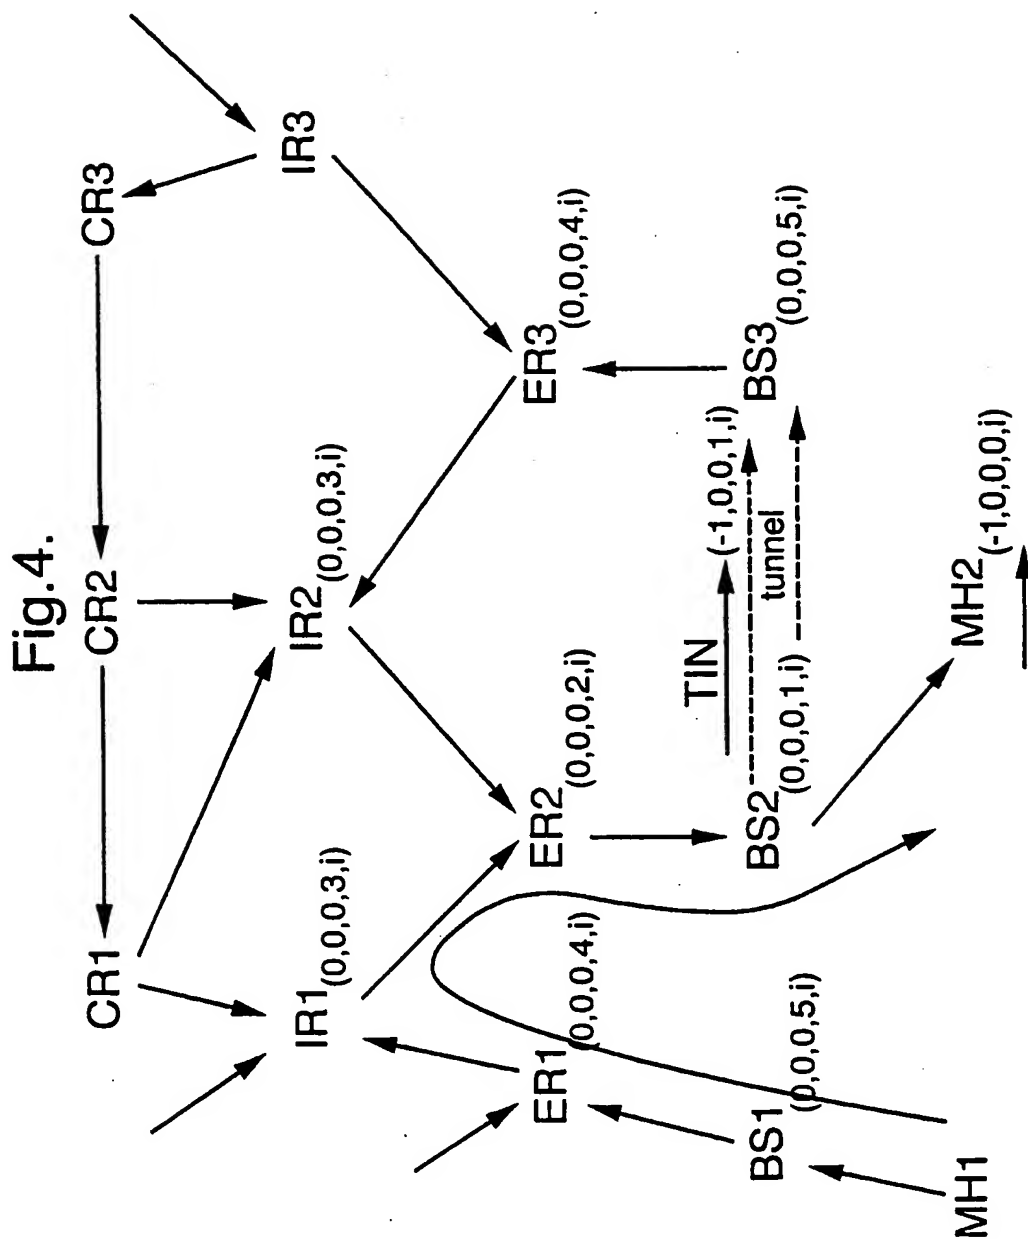 Fig.4.
CR1
CR2
CR3
IR1(0,0,0,3,i)
IR2(0,0,0,3,i)
IR3
ER1(0,0,0,4,i)
ER2(0,0,0,2,i)
ER3(0,0,0,4,i)
TIN
(-1,0,0,1,i)
tunnel
BS1(0,0,0,5,i)
BS2(0,0,0,1,i)
BS3(0,0,0,5,i)
MH1
MH2(-1,0,0,0,i)